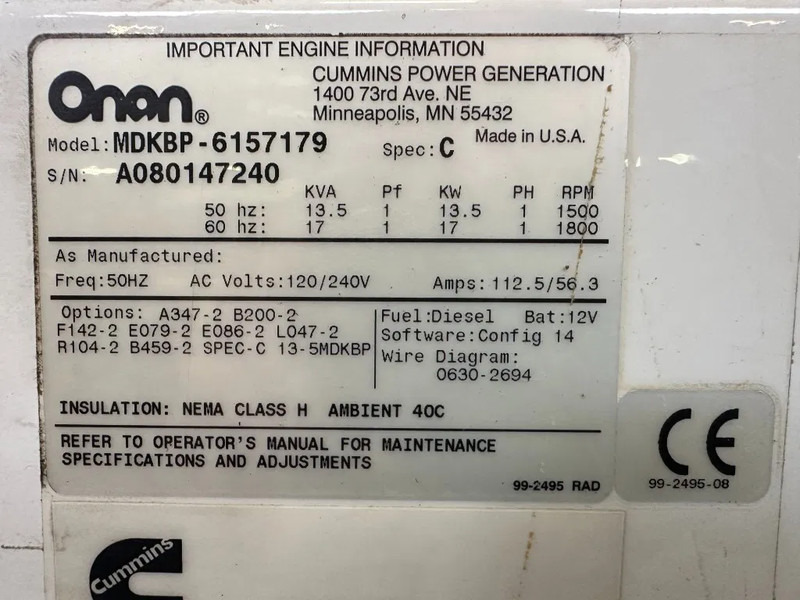 IMPORTANT ENGINE INFORMATION
Onan®
CUMMINS POWER GENERATION
1400 73rd Ave. NE
Minneapolis, MN 55432
Model: MDKBP-6157179 Spec: C Made in U.S.A.
S/N: A080147240
KVA Pf KW PH RPM
50 hz: 13.5 1 13.5 1 1500
60 hz: 17 1 17 1 1800
As Manufactured:
Freq:50HZ AC Volts:120/240V Amps:112.5/56.3
Options: A347-2 B200-2
F142-2 E079-2 E086-2 L047-2
R104-2 B459-2 SPEC-C 13-5MDKBP
Fuel:Diesel Bat:12V
Software:Config 14
Wire Diagram:
0630-2694
INSULATION: NEMA CLASS H AMBIENT 40C
REFER TO OPERATOR'S MANUAL FOR MAINTENANCE
SPECIFICATIONS AND ADJUSTMENTS
99-2495 RAD
CE
99-2495-08
Cummins